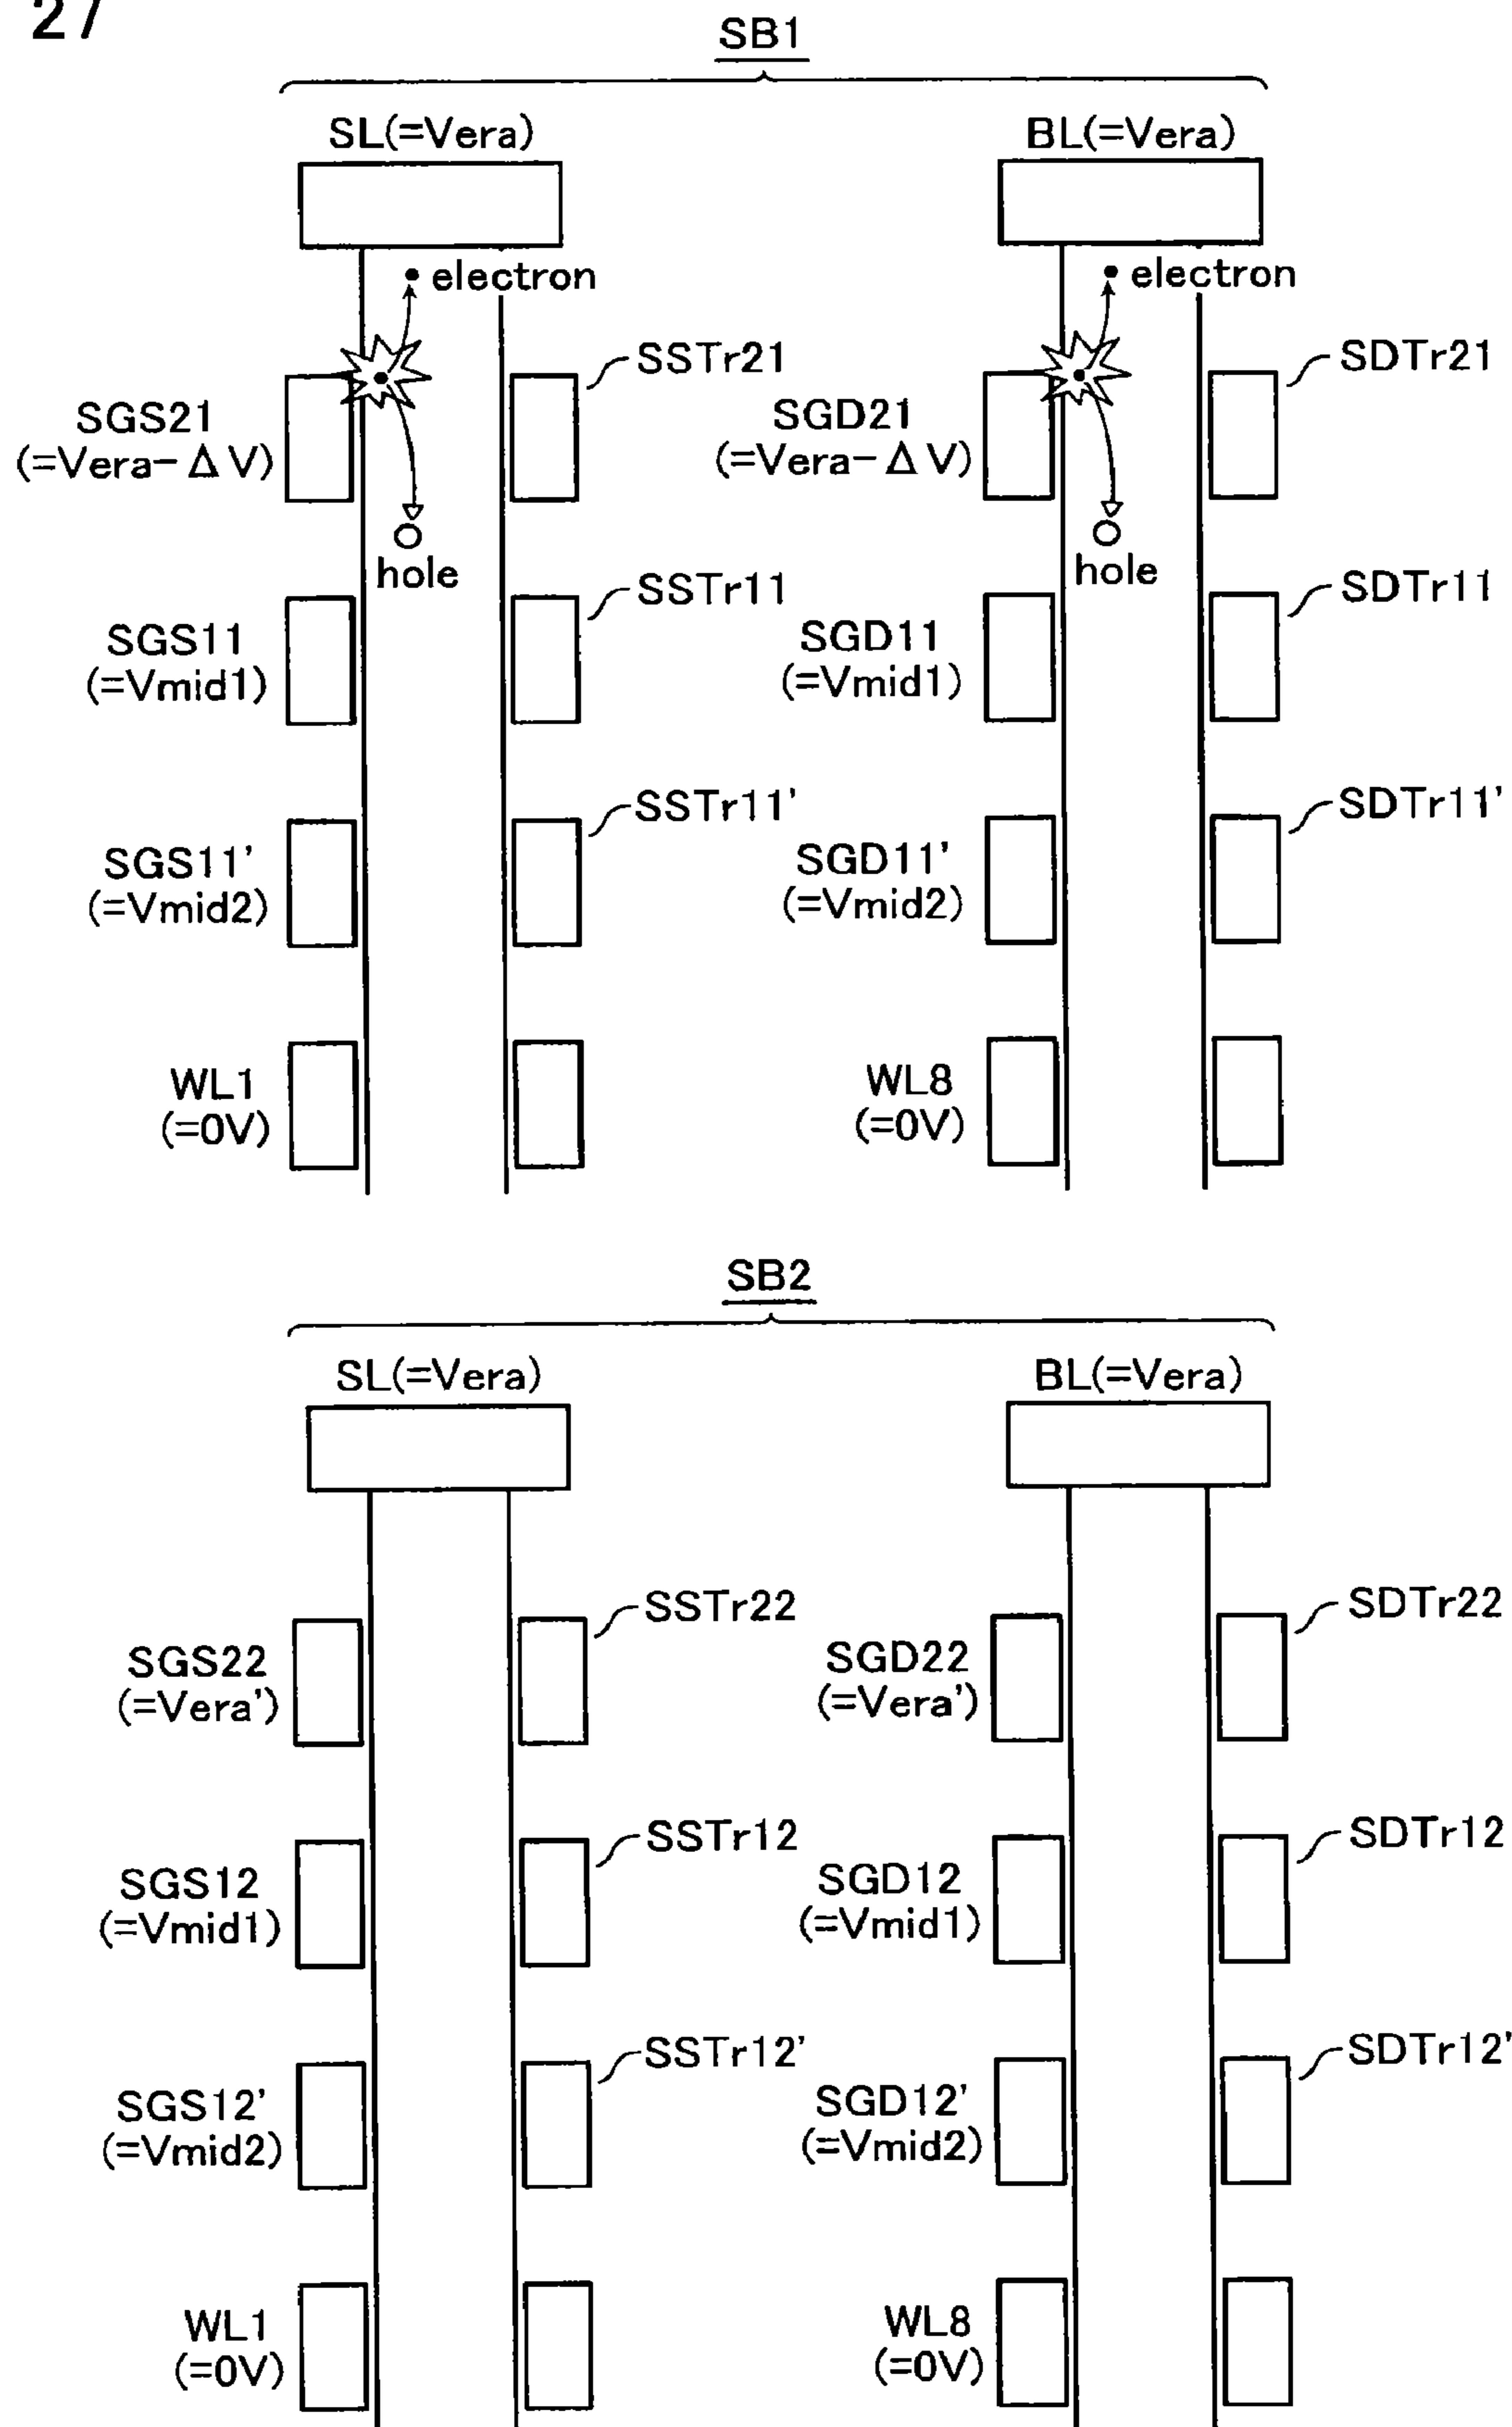 27
SB1
SL(=Vera)
BL(=Vera)
electron
electron
SSTr21
SDTr21
SGS21
(=Vera-ΔV)
SGD21
(=Vera-ΔV)
hole
hole
SSTr11
SDTr11
SGS11
(=Vmid1)
SGD11
(=Vmid1)
SSTr11'
SDTr11'
SGS11'
(=Vmid2)
SGD11'
(=Vmid2)
WL1
(=0V)
WL8
(=0V)
SB2
SL(=Vera)
BL(=Vera)
SSTr22
SDTr22
SGS22
(=Vera')
SGD22
(=Vera')
SSTr12
SDTr12
SGS12
(=Vmid1)
SGD12
(=Vmid1)
SSTr12'
SDTr12'
SGS12'
(=Vmid2)
SGD12'
(=Vmid2)
WL1
(=0V)
WL8
(=0V)